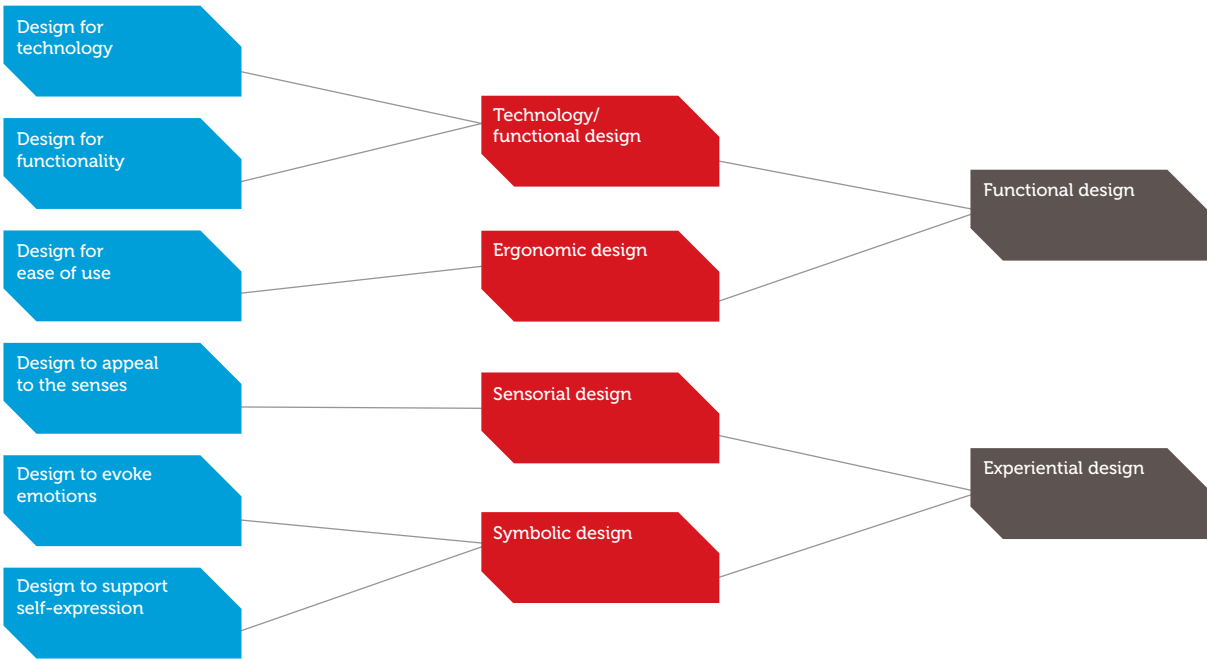 Design for
technology
Design for
functionality
Design for
ease of use
Design to appeal
to the senses
Design to evoke
emotions
Design to support
self-expression
Technology/
functional design
Ergonomic design
Sensorial design
Symbolic design
Functional design
Experiential design